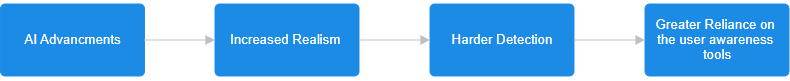 AI Advancments
Increased Realism
Harder Detection
Greater Reliance on
the user awareness
tools